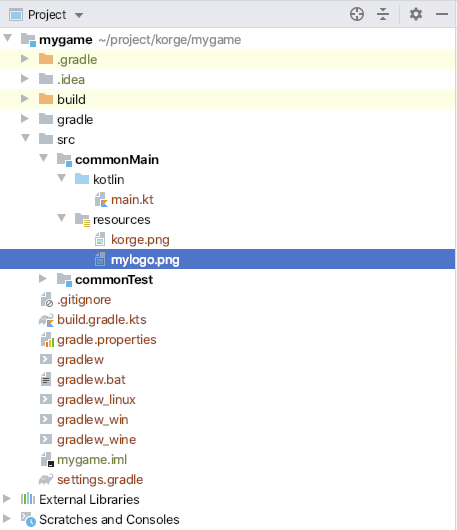 Project
mygame ~/project/korge/mygame
.gradle
.idea
build
gradle
src
commonMain
kotlin
main.kt
resources
korge.png
mylogo.png
commonTest
.gitignore
build.gradle.kts
gradle.properties
gradlew
gradlew.bat
gradlew_linux
gradlew_win
gradlew_wine
mygame.iml
settings.gradle
External Libraries
Scratches and Consoles